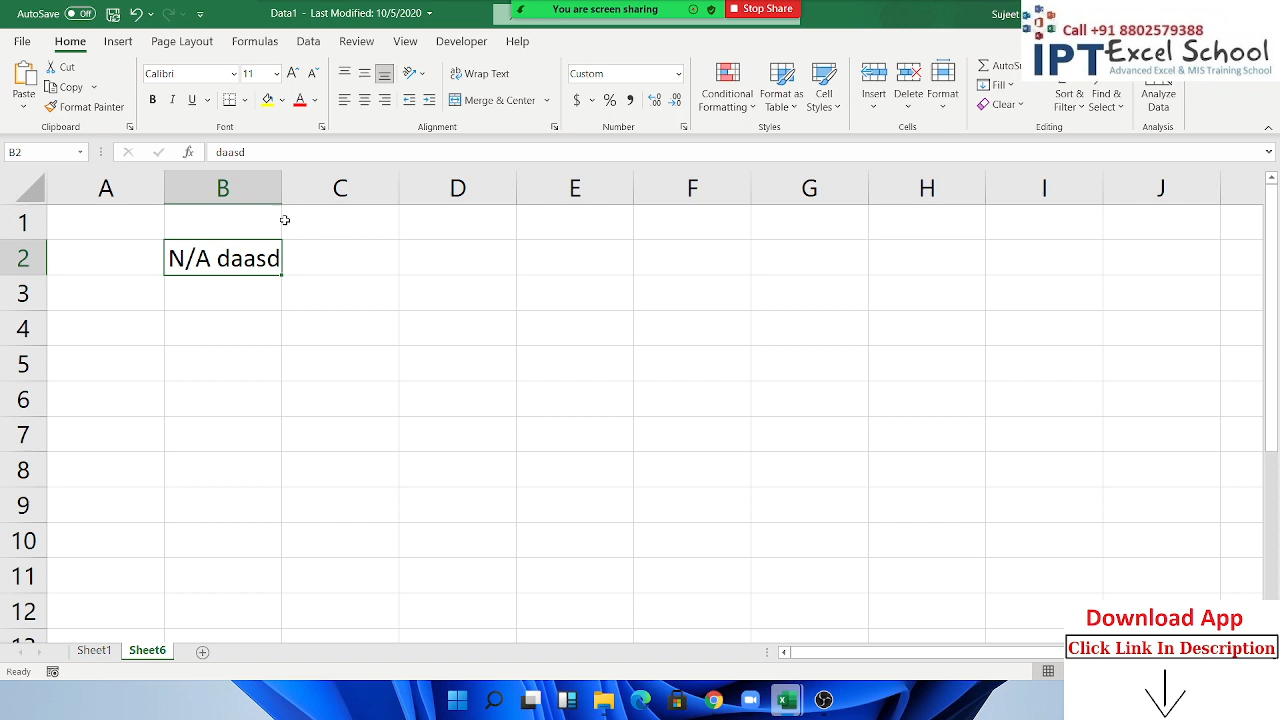 AutoSave Off
Data1 - Last Modified: 10/5/2020
You are screen sharing
Stop Share
Sujeet
Call +91 8802579388
IPT Excel School
Advanced Excel & MIS Training School
File Home Insert Page Layout Formulas Data Review View Developer Help
Cut
Copy
Format Painter
Paste
Clipboard
Calibri 11
B I U
Font
Wrap Text
Merge & Center
Alignment
Custom
$ % ,
Number
Conditional Formatting
Format as Table
Cell Styles
Styles
Insert Delete Format
Cells
AutoSu
Fill
Clear
Sort & Filter
Find & Select
Editing
Analyze Data
Analysis
B2
fx
daasd
A B C D E F G H I J
1
2 N/A daasd
3
4
5
6
7
8
9
10
11
12
13
Sheet1 Sheet6
Ready
Download App
Click Link In Description